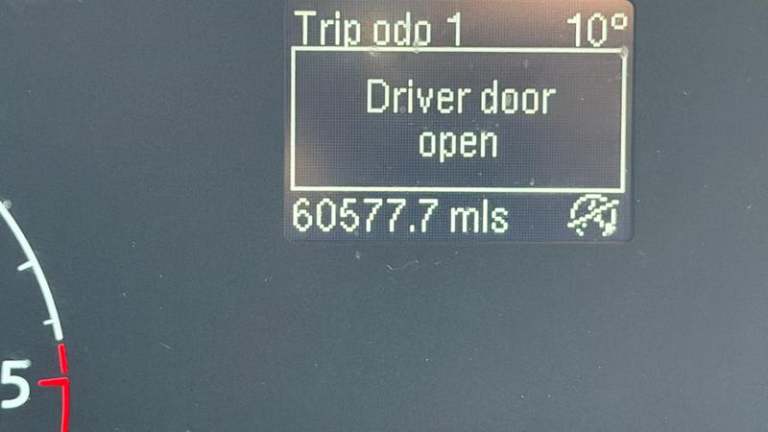 Trip odo 1 10°
Driver door
open
60577.7 mls
5